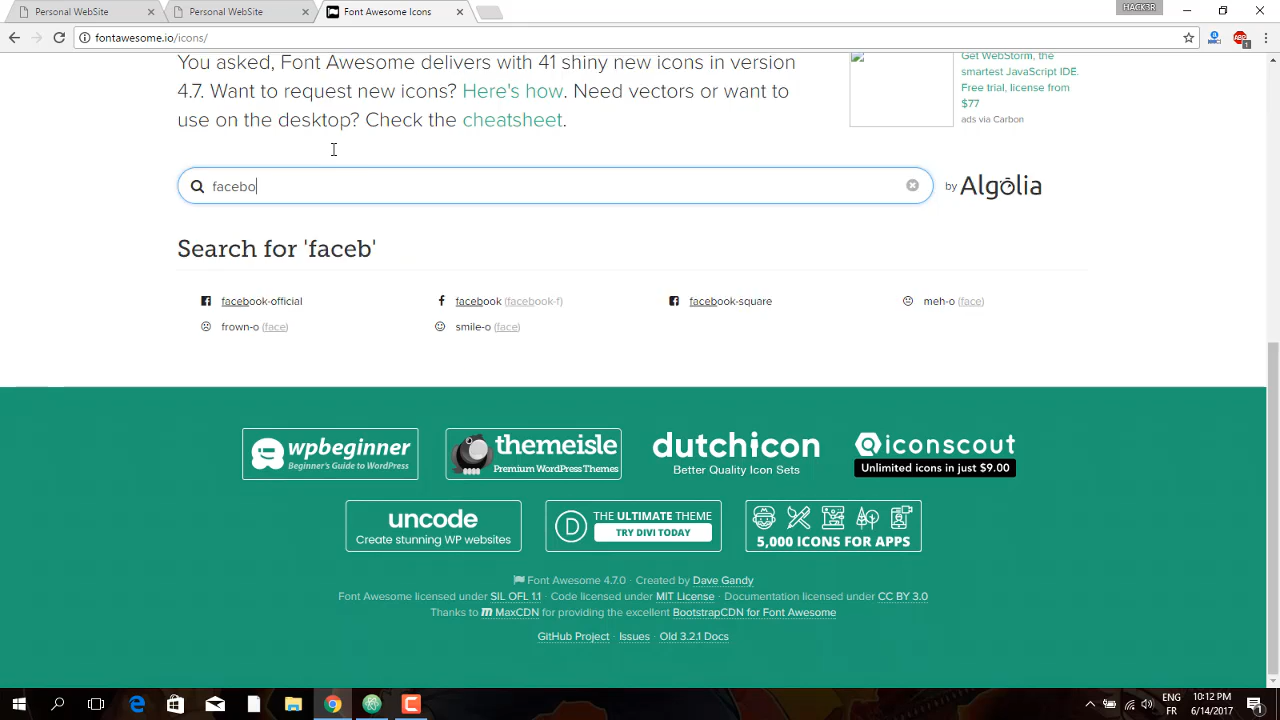 Personal WebSite
Personal WebSite
Font Awesome Icons
HACKER
fontawesome.io/icons/
You asked, Font Awesome delivers with 41 shiny new icons in version
4.7. Want to request new icons? Here's how. Need vectors or want to
use on the desktop? Check the cheatsheet.
Get WebStorm, the
smartest JavaScript IDE.
Free trial, license from
$77
ads via Carbon
facebo
by Algolia
Search for 'faceb'
facebook-official
facebook (facebook-f)
facebook-square
meh-o (face)
frown-o (face)
smile-o (face)
wpbeginner
Beginner's Guide to WordPress
themeisle
Premium WordPress Themes
dutchicon
Better Quality Icon Sets
iconscout
Unlimited icons in just $9.00
uncode
Create stunning WP websites
D
THE ULTIMATE THEME
TRY DIVI TODAY
5,000 ICONS FOR APPS
Font Awesome 4.7.0 · Created by Dave Gandy
Font Awesome licensed under SIL OFL 1.1 · Code licensed under MIT License · Documentation licensed under CC BY 3.0
Thanks to MaxCDN for providing the excellent BootstrapCDN for Font Awesome
GitHub Project · Issues · Old 3.2.1 Docs
ENG
FR
10:12 PM
6/14/2017